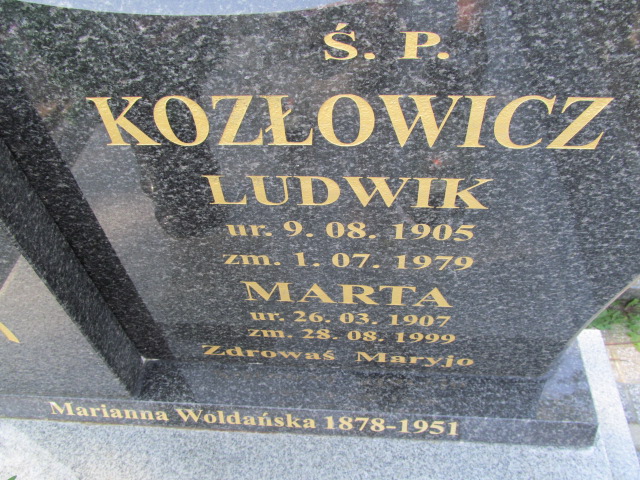 Ś. P.
KOZŁOWICZ
LUDWIK
ur. 9. 08. 1905
zm. 1. 07. 1979
MARTA
ur. 26. 03. 1907
zm. 28. 08. 1999
Zdrowaś Maryjo
Marianna Woldańska 1878-1951